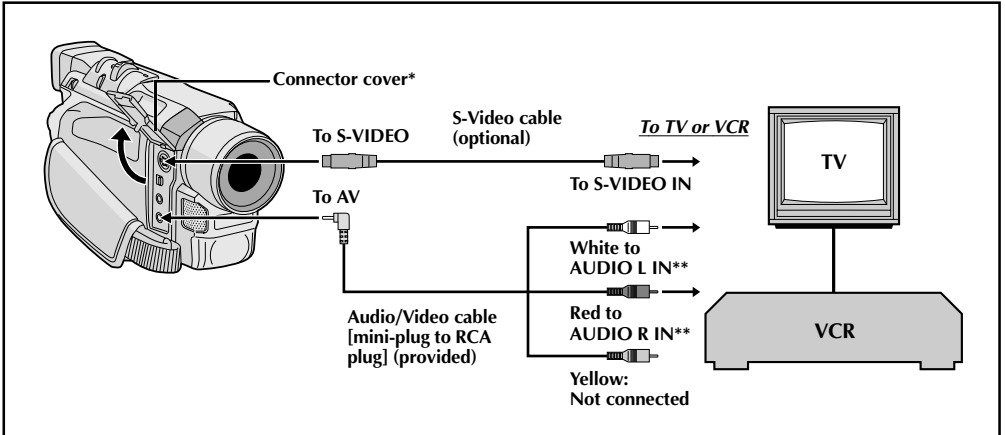 Connector cover*
S-Video cable
(optional)
To TV or VCR
To S-VIDEO
TV
To S-VIDEO IN
To AV
White to
AUDIO L IN**
Audio/Video cable
[mini-plug to RCA
plug] (provided)
Red to
AUDIO R IN**
VCR
Yellow:
Not connected